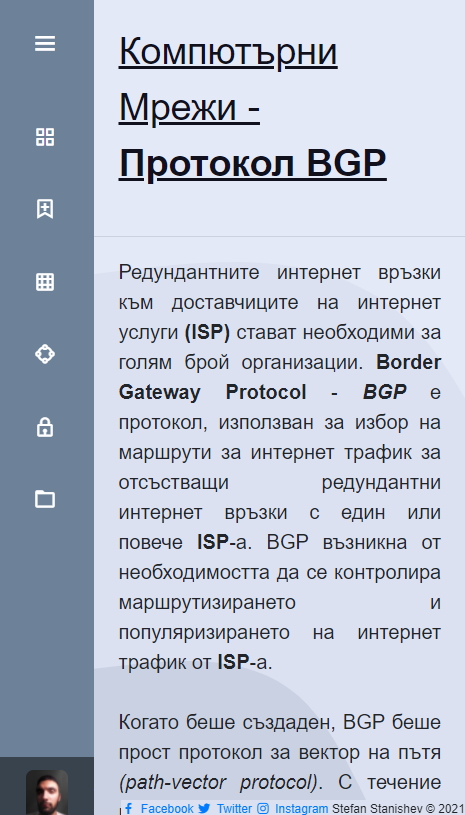 Компютърни
Мрежи -
Протокол BGP
Редундантните интернет връзки
към доставчиците на интернет
услуги (ISP) стават необходими за
голям брой организации. Border
Gateway Protocol - BGP е
протокол, използван за избор на
маршрути за интернет трафик за
отсъстващи редундантни
интернет връзки с един или
повече ISP-а. BGP възникна от
необходимостта да се контролира
маршрутизирането и
популяризирането на интернет
трафик от ISP-а.
Когато беше създаден, BGP беше
прост протокол за вектор на пътя
(path-vector protocol). С течение
Facebook Twitter Instagram Stefan Stanishev © 2021